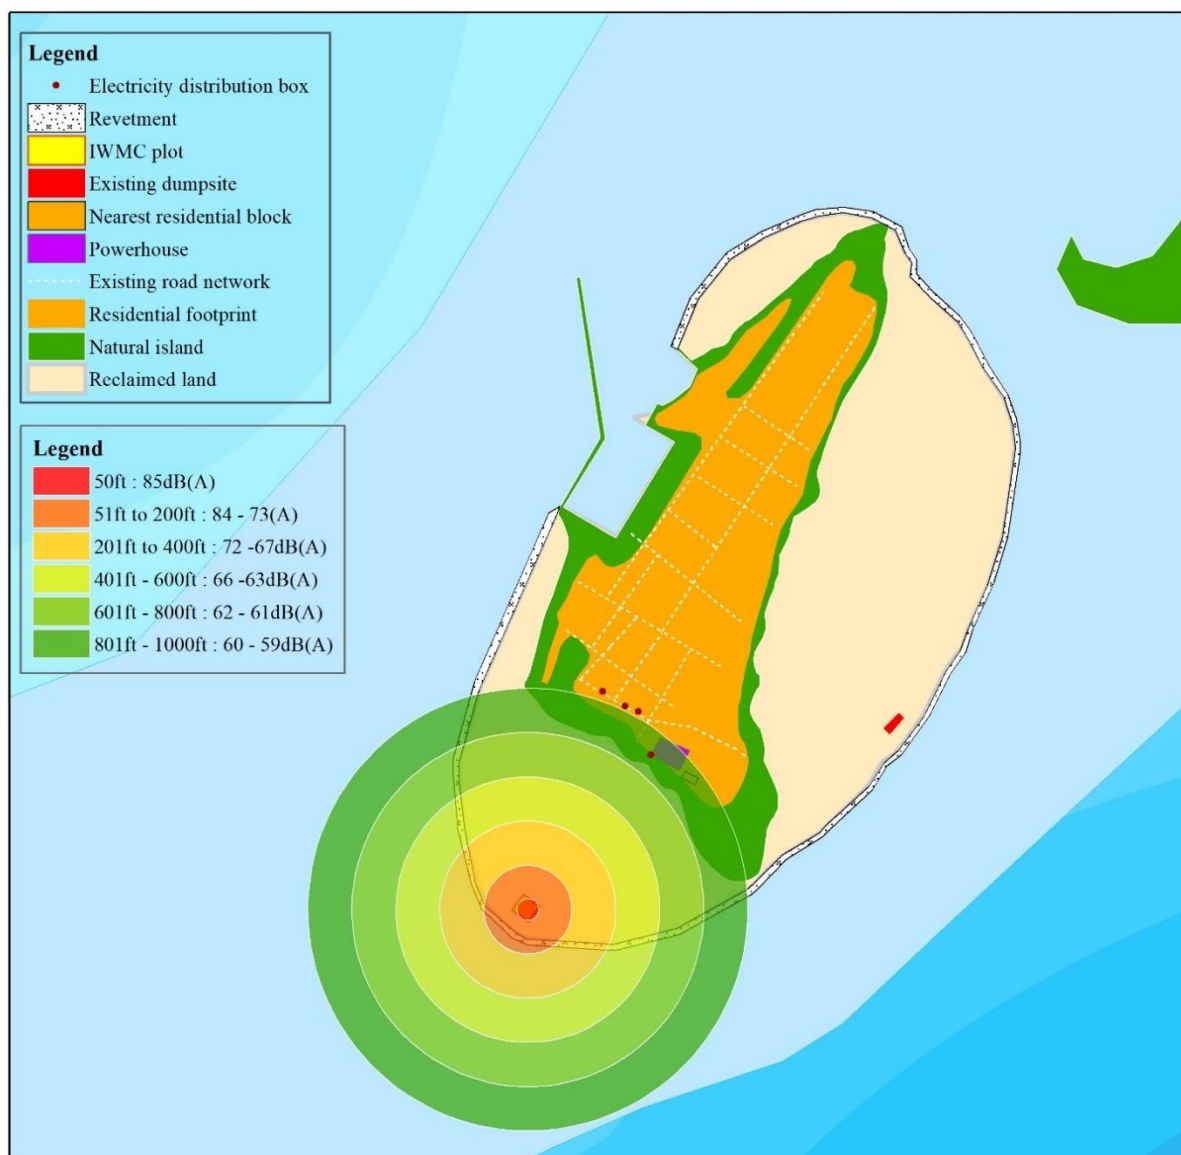 Legend
Electricity distribution box
Revetment
IWMC plot
Existing dumpsite
Nearest residential block
Powerhouse
Existing road network
Residential footprint
Natural island
Reclaimed land
Legend
50ft : 85dB(A)
51ft to 200ft : 84 - 73(A)
201ft to 400ft : 72 -67dB(A)
401ft - 600ft : 66 -63dB(A)
601ft - 800ft : 62 - 61dB(A)
801ft - 1000ft : 60 - 59dB(A)